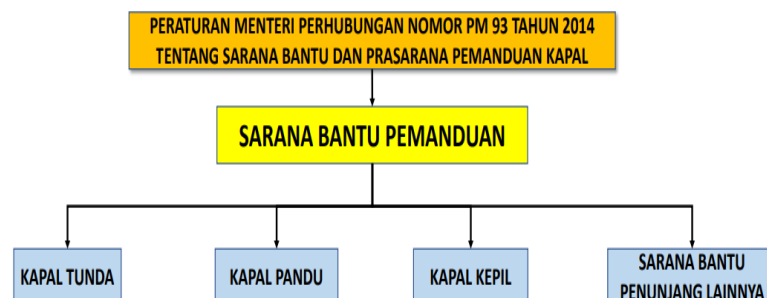 PERATURAN MENTERI PERHUBUNGAN NOMOR PM 93 TAHUN 2014
TENTANG SARANA BANTU DAN PRASARANA PEMANDUAN KAPAL
SARANA BANTU PEMANDUAN
KAPAL TUNDA
KAPAL PANDU
KAPAL KEPIL
SARANA BANTU
PENUNJANG LAINNYA